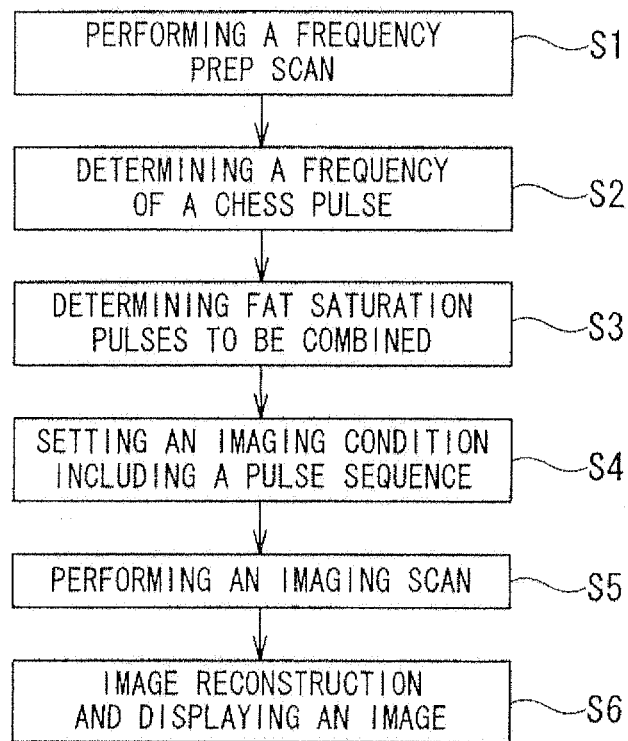 PERFORMING A FREQUENCY
PREP SCAN
S1
DETERMINING A FREQUENCY
OF A CHESS PULSE
S2
DETERMINING FAT SATURATION
PULSES TO BE COMBINED
S3
SETTING AN IMAGING CONDITION
INCLUDING A PULSE SEQUENCE
S4
PERFORMING AN IMAGING SCAN
S5
IMAGE RECONSTRUCTION
AND DISPLAYING AN IMAGE
S6